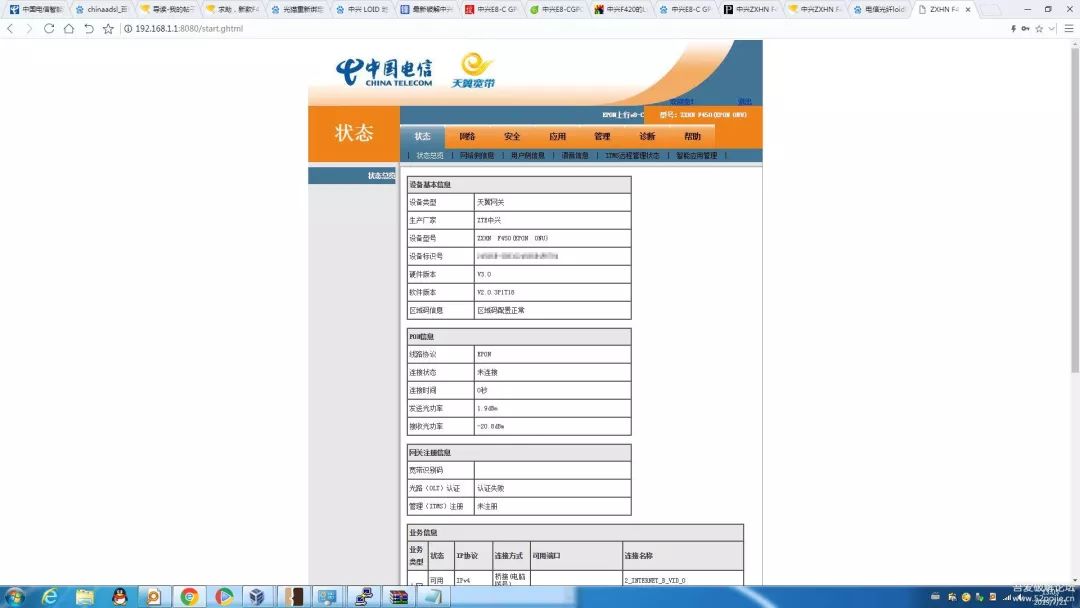 中国电信智能
chinaadsl_百
导读-我的帖子
求助，新款F4
光猫重新绑定
中兴 LOID 地
最新破解中兴
中兴E8-C GP
中兴E8-CGPO
中兴F420的L
中兴E8-C GP
中兴ZXHN F4
中兴ZXHN F
电信光纤loid
ZXHN F4
192.168.1.1:8080/start.ghtml
中国电信
CHINA TELECOM
天翼宽带
退出
EPON上行e8-C
型号：ZXHN F450(EPON ONU)
状态
状态 网络 安全 应用 管理 诊断 帮助
状态总览 网络侧信息 用户侧信息 语音信息 ITMS远程管理状态 智能应用管理
状态总览
设备基本信息
设备类型 天翼网关
生产厂家 ZTE中兴
设备型号 ZXHN F450(EPON ONU)
设备标识号
硬件版本 V3.0
软件版本 V2.0.3P1T18
区域码信息 区域码配置正常
PON信息
线路协议 EPON
连接状态 未连接
连接时间 0秒
发送光功率 1.9dBm
接收光功率 -20.8dBm
网关注册信息
宽带识别码
光路（OLT）认证 认证失败
管理（ITMS）注册 未注册
业务信息
业务类型 状态 IP协议 连接方式 可用端口 连接名称
可用 IPv4 桥接(电脑拨号) 2_INTERNET_B_VID_0
吾爱破解论坛
www.52pojie.cn